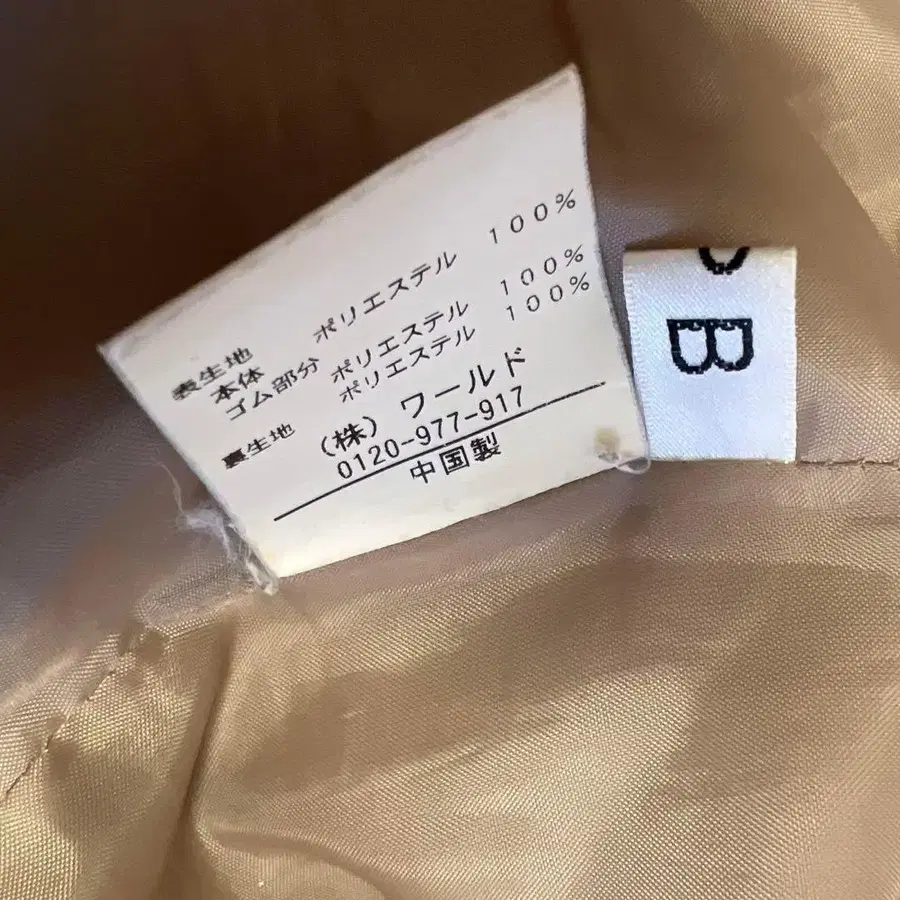 表生地
本体 ポリエステル 100%
ゴム部分 ポリエステル 100%
裏生地 ポリエステル 100%
(株)ワールド
0120-977-917
中国製
B